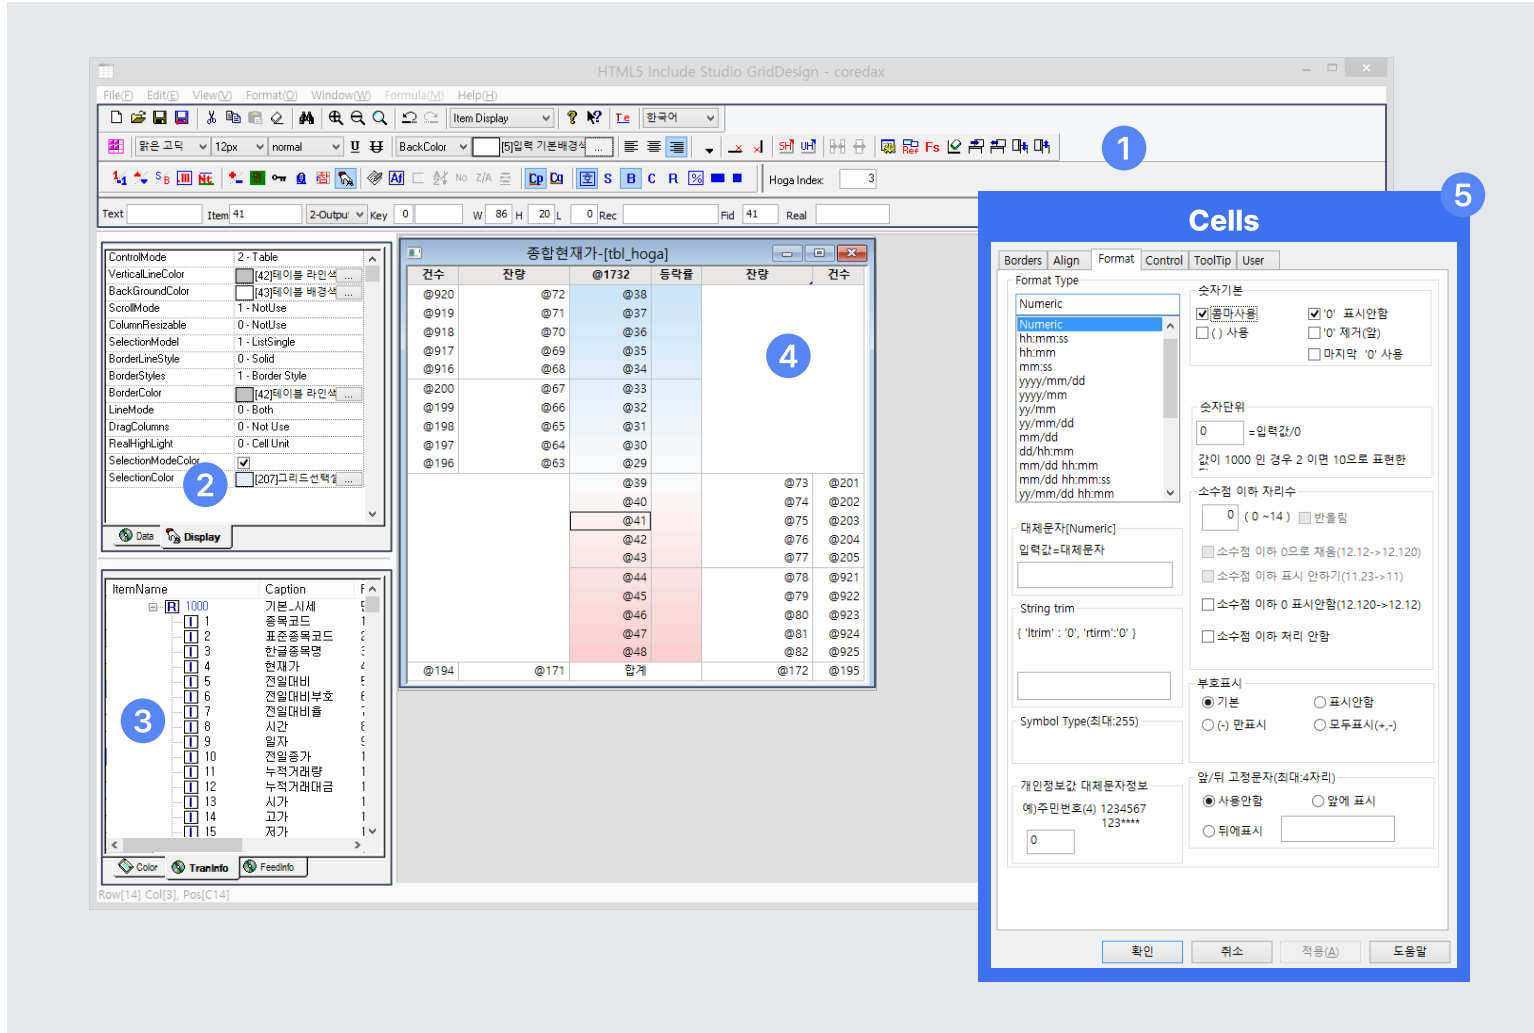 HTML5 Include Studio GridDesign - coredax
File(F) Edit(E) View(V) Format(O) Window(W) Formula(M) Help(H)
Item Display Te 한국어
맑은 고딕 12px normal U BackColor [5]입력 기본배경식 ... SH UH Ref Fs
1
No Z/A Cp S B C R % Hoga Index: 3
Text Item 41 2-Output Key 0 W 86 H 20 L 0 Rec Fid 41 Real
ControlMode 2 - Table
VerticalLineColor [42]테이블 라인색 ...
BackGroundColor [43]테이블 배경색 ...
ScrollMode 1 - NotUse
ColumnResizable 0 - NotUse
SelectionModel 1 - ListSingle
BorderLineStyle 0 - Solid
BorderStyles 1 - Border Style
BorderColor [42]테이블 라인색 ...
LineMode 0 - Both
DragColumns 0 - Not Use
RealHighLight 0 - Cell Unit
SelectionModeColor
SelectionColor [207]그리드선택 ...
2
Data Display
ItemName Caption
R 1000 기본_시세
1 종목코드
2 표준종목코드
3 한글종목명
4 현재가
5 전일대비
6 전일대비부호
7 전일대비율
8 시간
9 일자
10 전일종가
11 누적거래량
12 누적거래대금
13 시가
14 고가
15 저가
3
Color TranInfo FeedInfo
Row[14] Col[3], Pos[C14]
종합현재가-[tbl_hoga]
건수 잔량 @1732 등락률 잔량 건수
@920 @72 @38
@919 @71 @37
@918 @70 @36
@917 @69 @35
@916 @68 @34
@200 @67 @33
@199 @66 @32
@198 @65 @31
@197 @64 @30
@196 @63 @29
@39 @73 @201
@40 @74 @202
@41 @75 @203
@42 @76 @204
@43 @77 @205
@44 @78 @921
@45 @79 @922
@46 @80 @923
@47 @81 @924
@48 @82 @925
@194 @171 합계 @172 @195
4
5
Cells
Borders Align Format Control ToolTip User
Format Type
Numeric
Numeric
hh:mm:ss
hh:mm
mm:ss
yyyy/mm/dd
yyyy/mm
yy/mm
yy/mm/dd
mm/dd
dd/hh:mm
mm/dd hh:mm
mm/dd hh:mm:ss
yy/mm/dd hh:mm
대체문자[Numeric]
입력값=대체문자
String trim
{ 'ltrim' : '0', 'rtirm':'0' }
Symbol Type(최대:255)
개인정보값 대체문자정보
예)주민번호(4) 1234567
123****
0
숫자기본
콤마사용 '0' 표시안함
( ) 사용 '0' 제거(앞)
마지막 '0' 사용
숫자단위
0 =입력값/0
값이 1000 인 경우 2 이면 10으로 표현한
소수점 이하 자리수
0 ( 0 ~14 ) 반올림
소수점 이하 0으로 채움(12.12->12.120)
소수점 이하 표시 안하기(11.23->11)
소수점 이하 0 표시안함(12.120->12.12)
소수점 이하 처리 안함
부호표시
기본 표시안함
(-) 만표시 모두표시(+,-)
앞/뒤 고정문자(최대:4자리)
사용안함 앞에 표시
뒤에표시
확인 취소 적용(A) 도움말